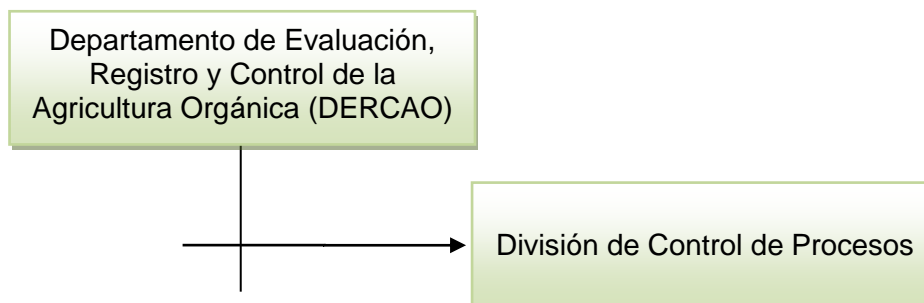 Departamento de Evaluación,
Registro y Control de la
Agricultura Orgánica (DERCAO)
División de Control de Procesos